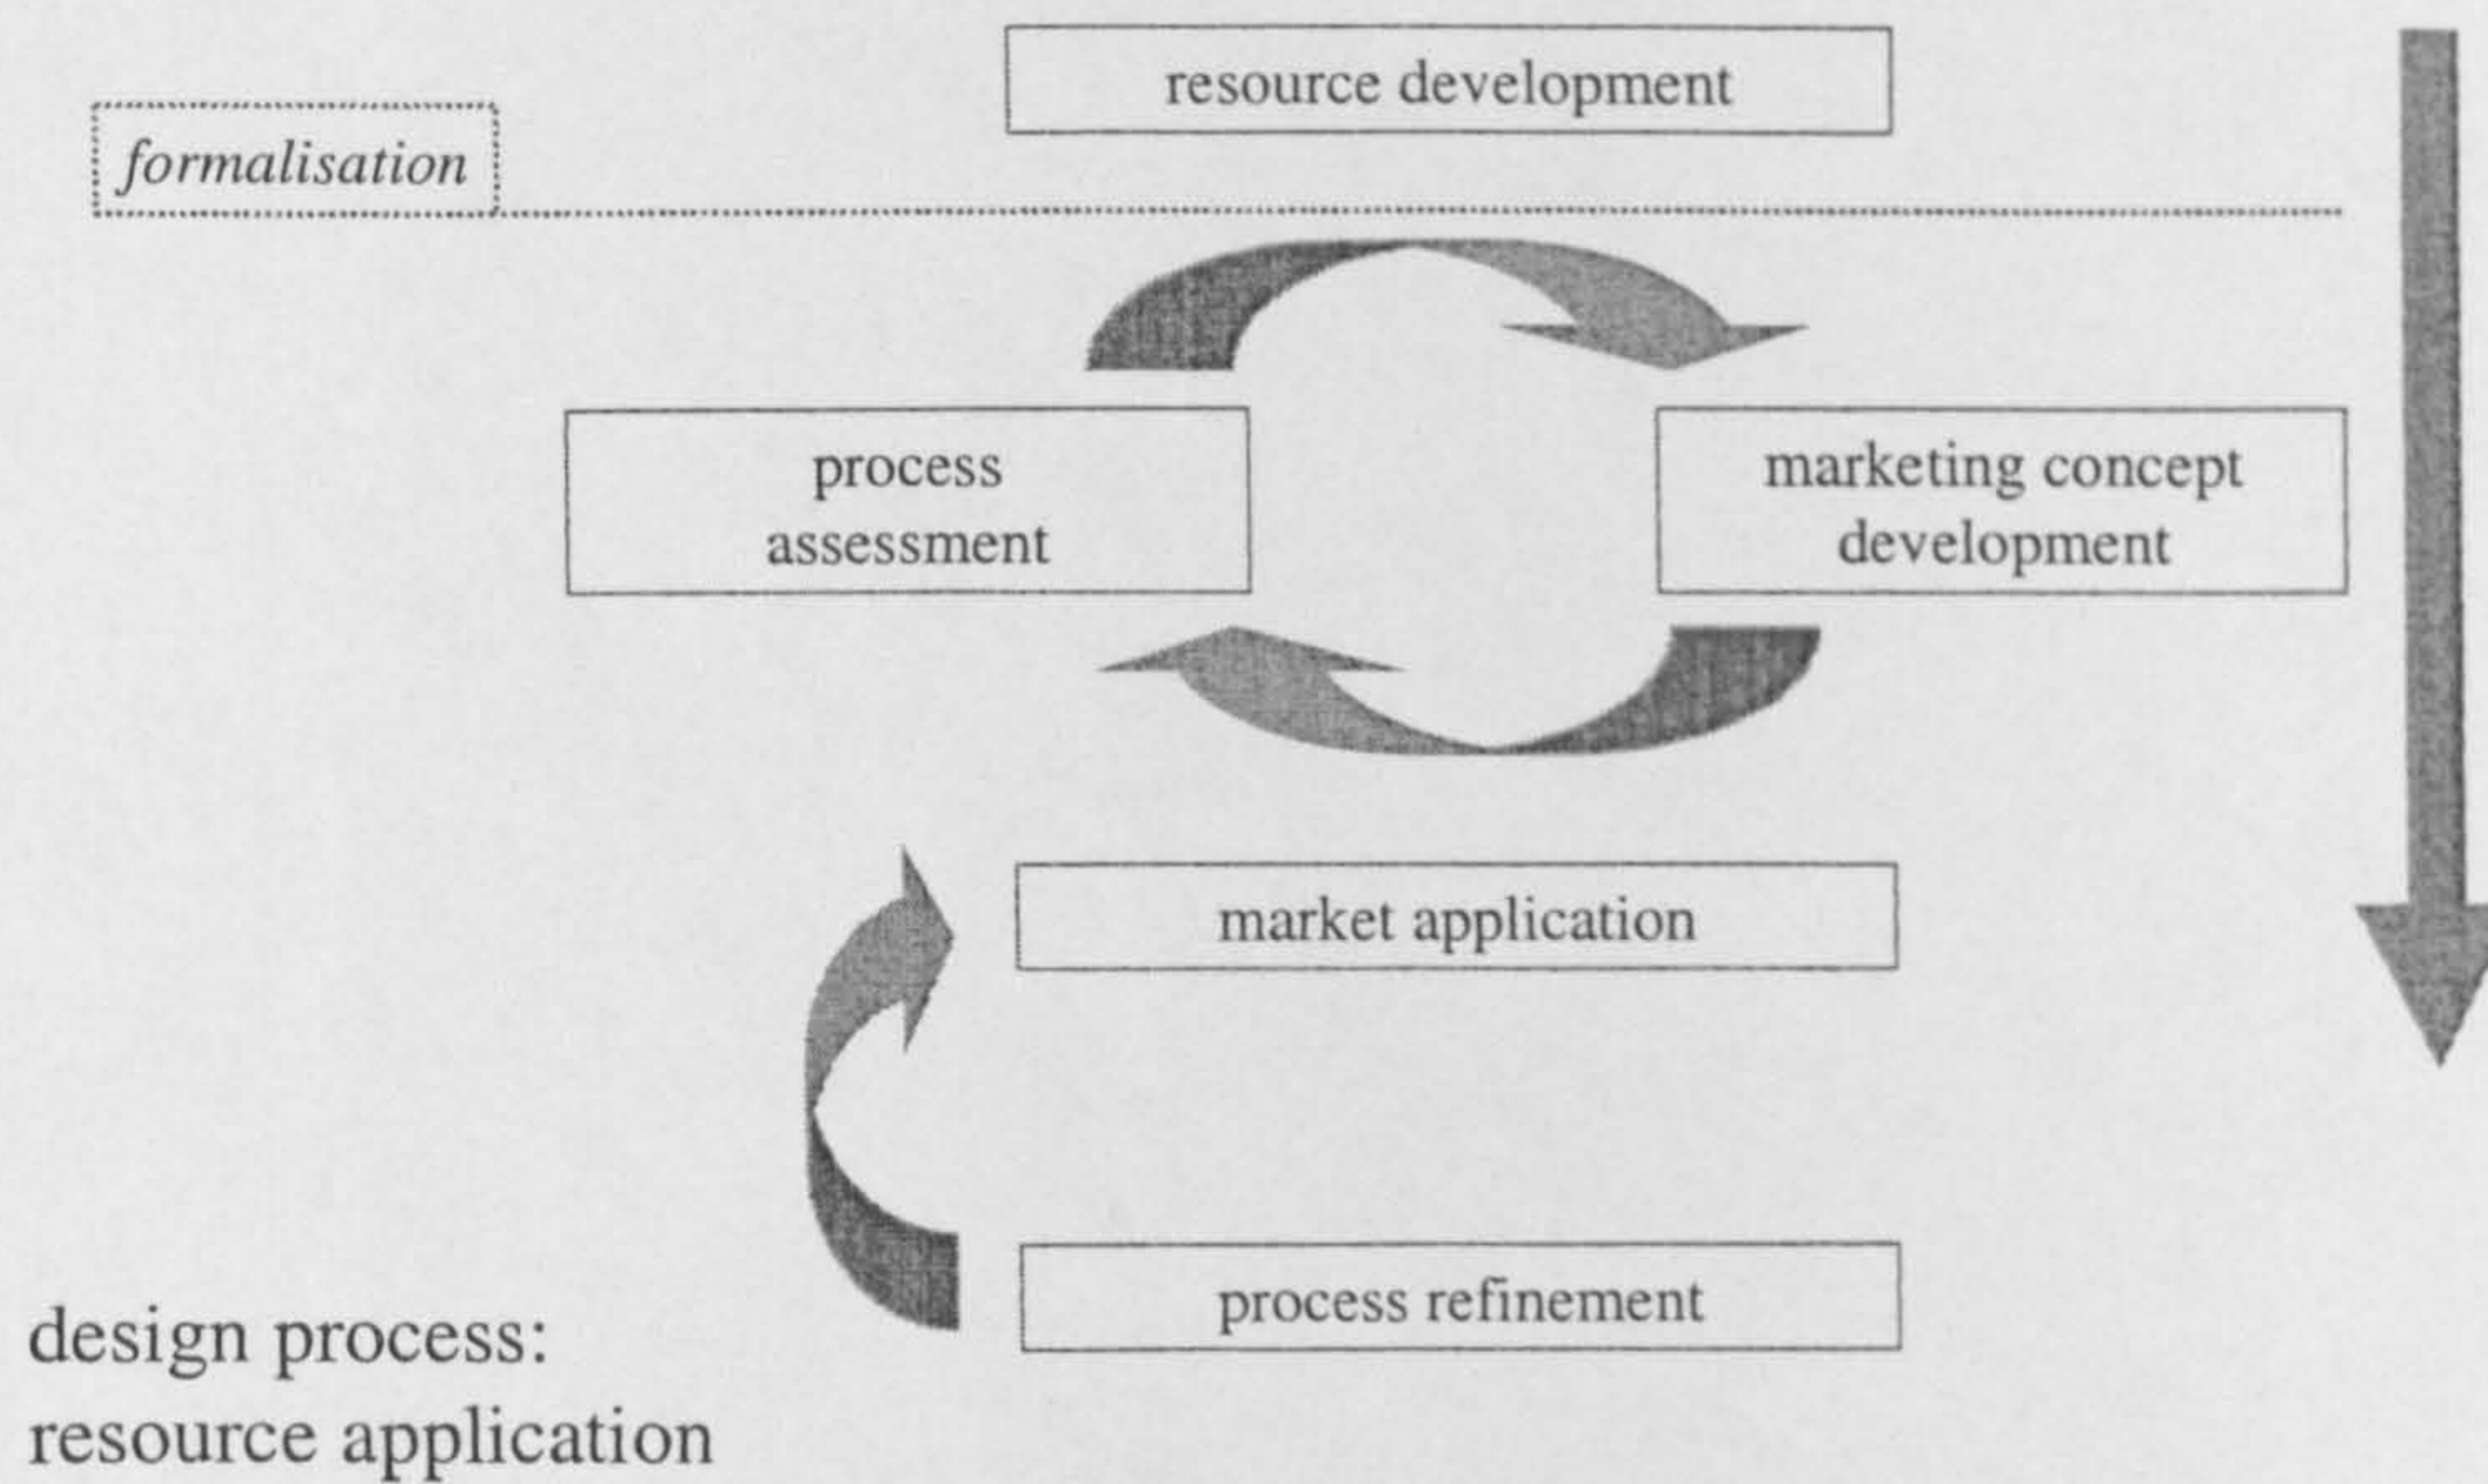 resource development
formalisation
process
assessment
marketing concept
development
market application
process refinement
design process:
resource application